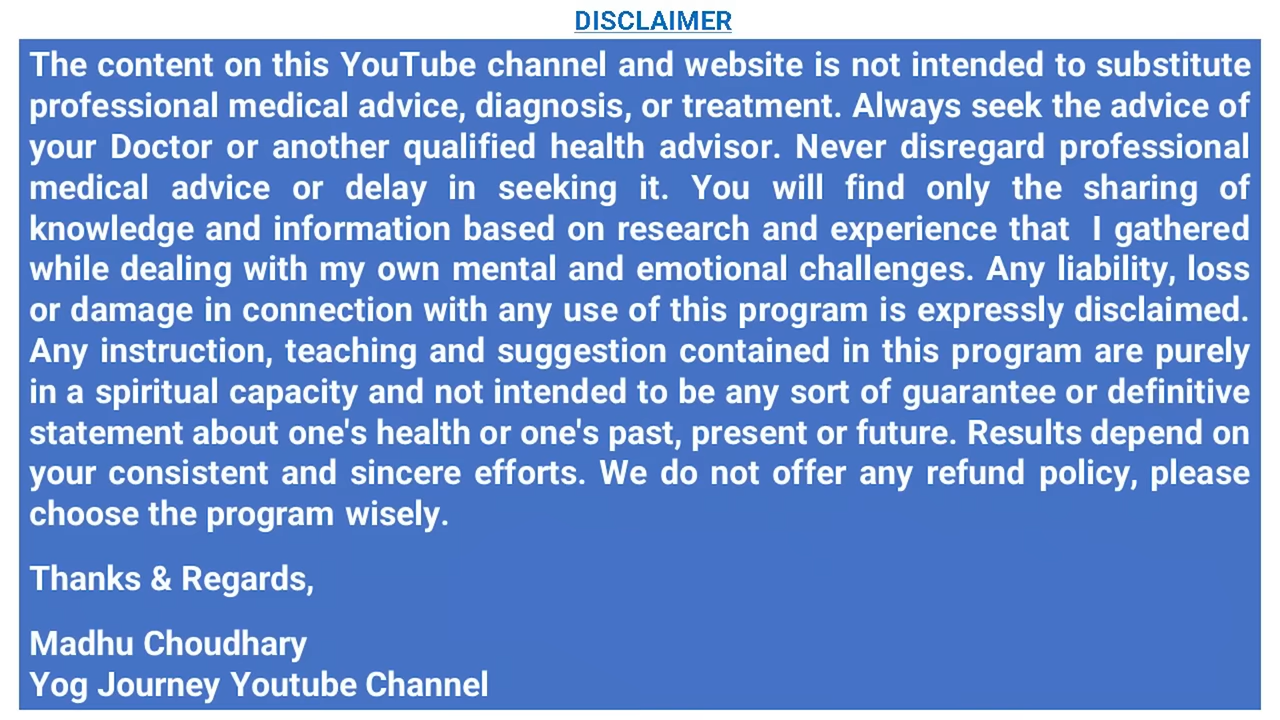 DISCLAIMER
The content on this YouTube channel and website is not intended to substitute
professional medical advice, diagnosis, or treatment. Always seek the advice of
your Doctor or another qualified health advisor. Never disregard professional
medical advice or delay in seeking it. You will find only the sharing of
knowledge and information based on research and experience that I gathered
while dealing with my own mental and emotional challenges. Any liability, loss
or damage in connection with any use of this program is expressly disclaimed.
Any instruction, teaching and suggestion contained in this program are purely
in a spiritual capacity and not intended to be any sort of guarantee or definitive
statement about one's health or one's past, present or future. Results depend on
your consistent and sincere efforts. We do not offer any refund policy, please
choose the program wisely.
Thanks & Regards,
Madhu Choudhary
Yog Journey Youtube Channel